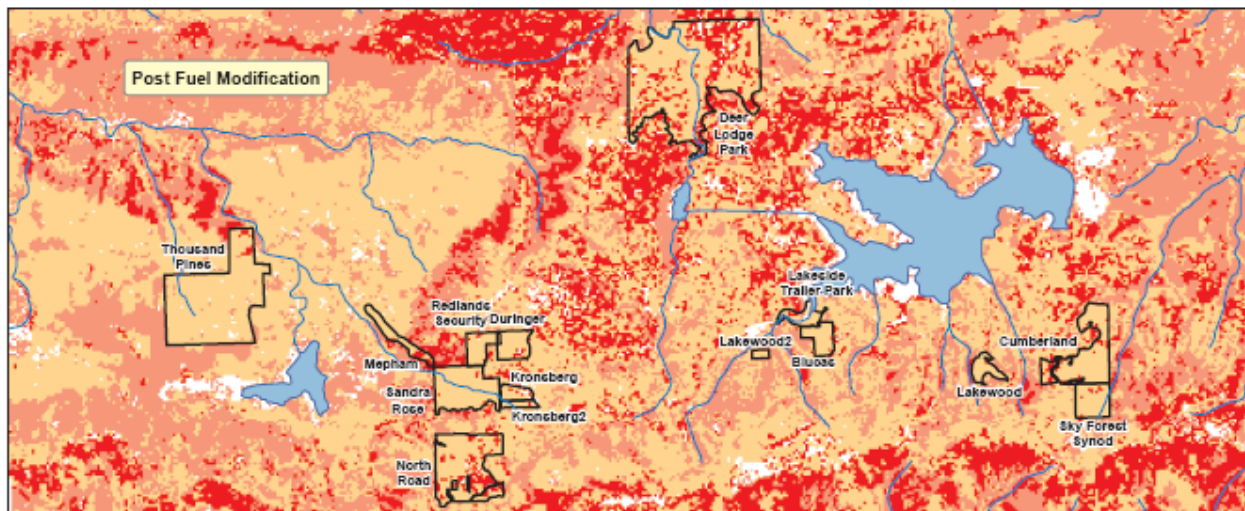 Post Fuel Modification
Deer
Lodge
Park
Thousand
Pines
Lakeside
Trailer Park
Redlands
Security
Duringer
Lakewood2
Bluoas
Cumberland
Mepham
Kronsberg
Sandra
Rose
Kronsberg2
Lakewood
Sky Forest
Synod
North
Road